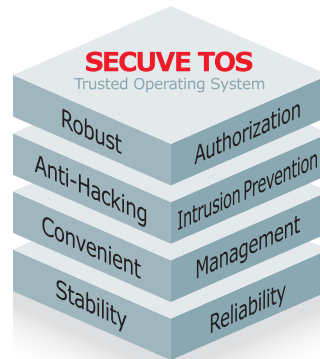 SECUVE TOS
Trusted Operating System
Robust
Authorization
Anti-Hacking
Intrusion Prevention
Convenient
Management
Stability
Reliability